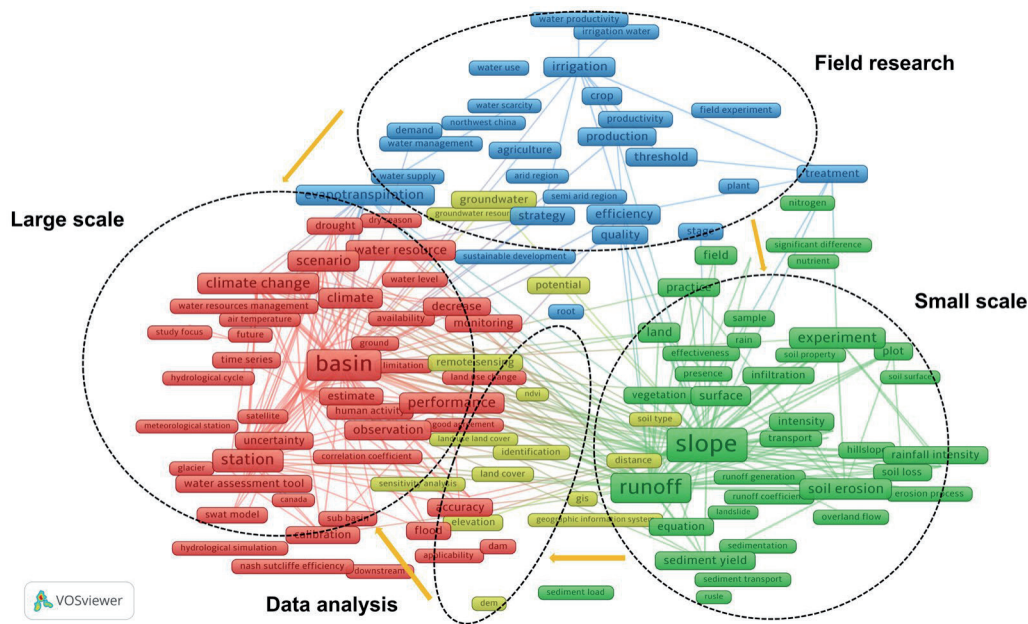 water productivity
irrigation water
Field research
water use
irrigation
crop
water scarcity
field experiment
northwest china
productivity
demand
production
water management
agriculture
threshold
water supply
arid region
treatment
plant
evapotranspiration
semi arid region
groundwater
nitrogen
groundwater resour
strategy
efficiency
Large scale
dry season
drought
quality
stage
significant difference
water resource
sustainable development
field
nutrient
scenario
water level
climate change
potential
practice
Small scale
climate
water resources management
decrease
availability
root
sample
air temperature
monitoring
land
rain
experiment
study focus
future
ground
effectiveness
soil property
plot
time series
basin
limitation
remote sensing
presence
infiltration
soil surface
hydrological cycle
land use change
estimate
ndvi
vegetation
surface
performance
human activity
satellite
soil type
intensity
meteorological station
good agreement
observation
uncertainty
land use land cover
slope
transport
correlation coefficient
identification
hillslop
rainfall intensity
station
distance
glacier
land cover
soil loss
water assessment tool
sensitivity analysis
runoff generation
runoff
soil erosion
erosion process
canada
gis
runoff coefficien
accuracy
swat model
sub basin
elevation
geographic information system
landslide
overland flow
calibration
flood
equation
hydrological simulation
dam
sedimentation
applicability
sediment yield
nash sutcliffe efficiency
downstream
sediment transport
sediment load
rusle
VOSviewer
Data analysis
dem